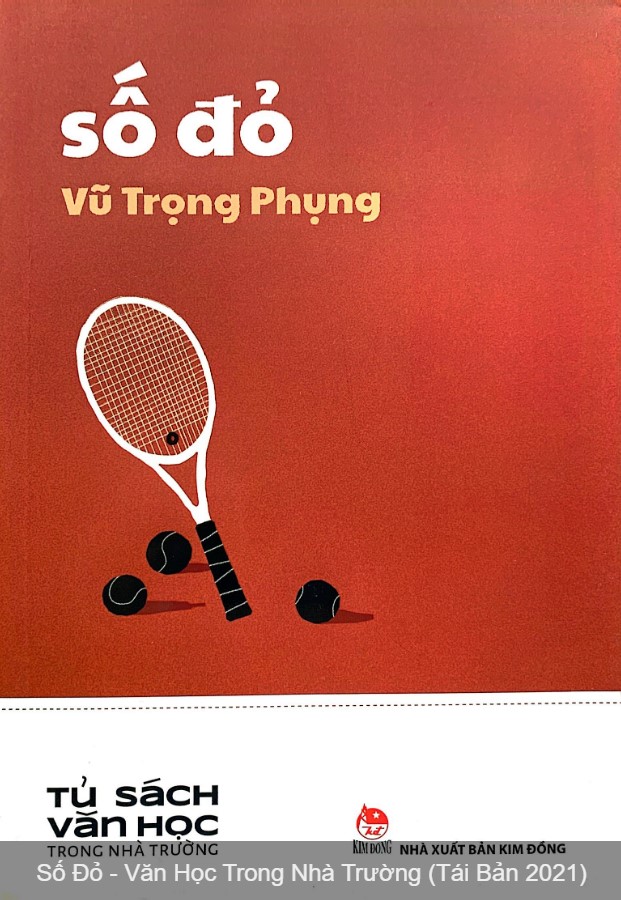 số đỏ
Vũ Trọng Phụng
TỦ SÁCH
VĂN HỌC
TRONG NHÀ TRƯỜNG
KIM ĐỒNG NHÀ XUẤT BẢN KIM ĐỒNG
Số Đỏ - Văn Học Trong Nhà Trường (Tái Bản 2021)